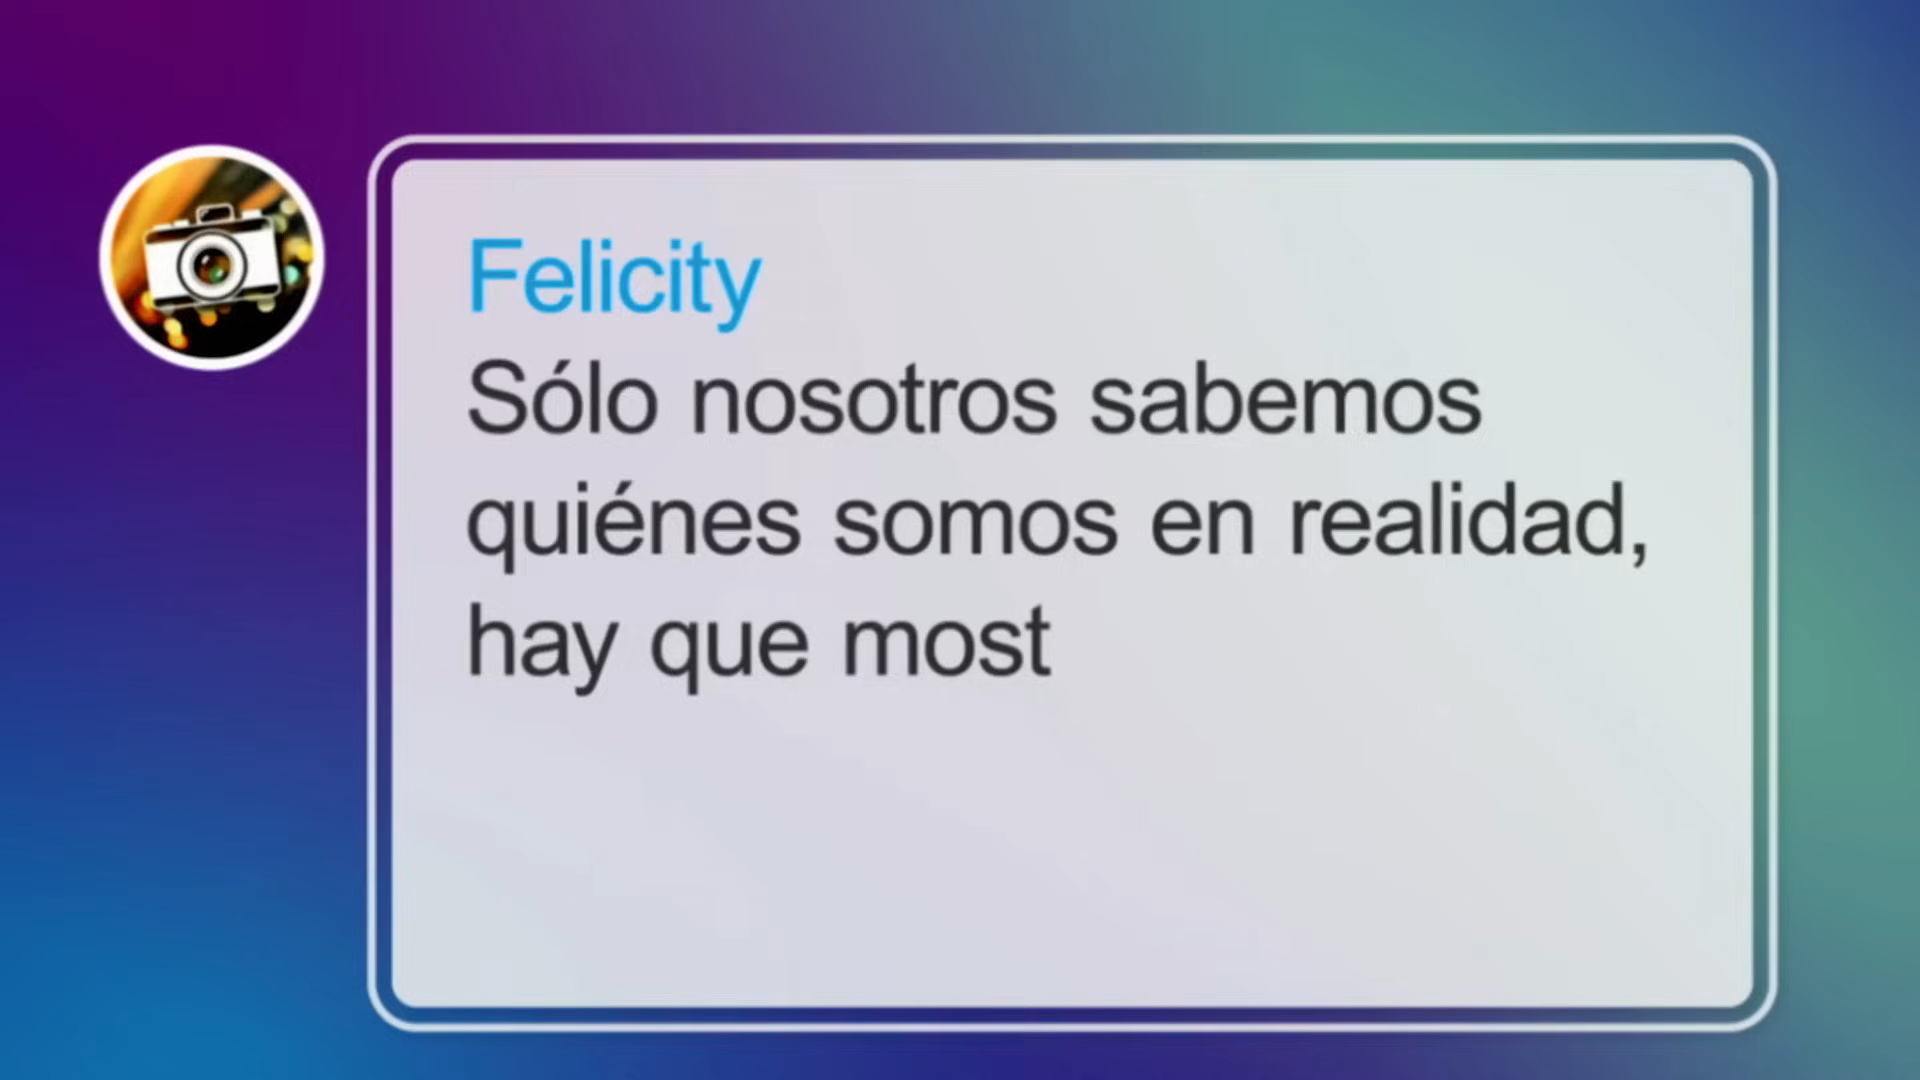 Felicity
Sólo nosotros sabemos
quiénes somos en realidad,
hay que most